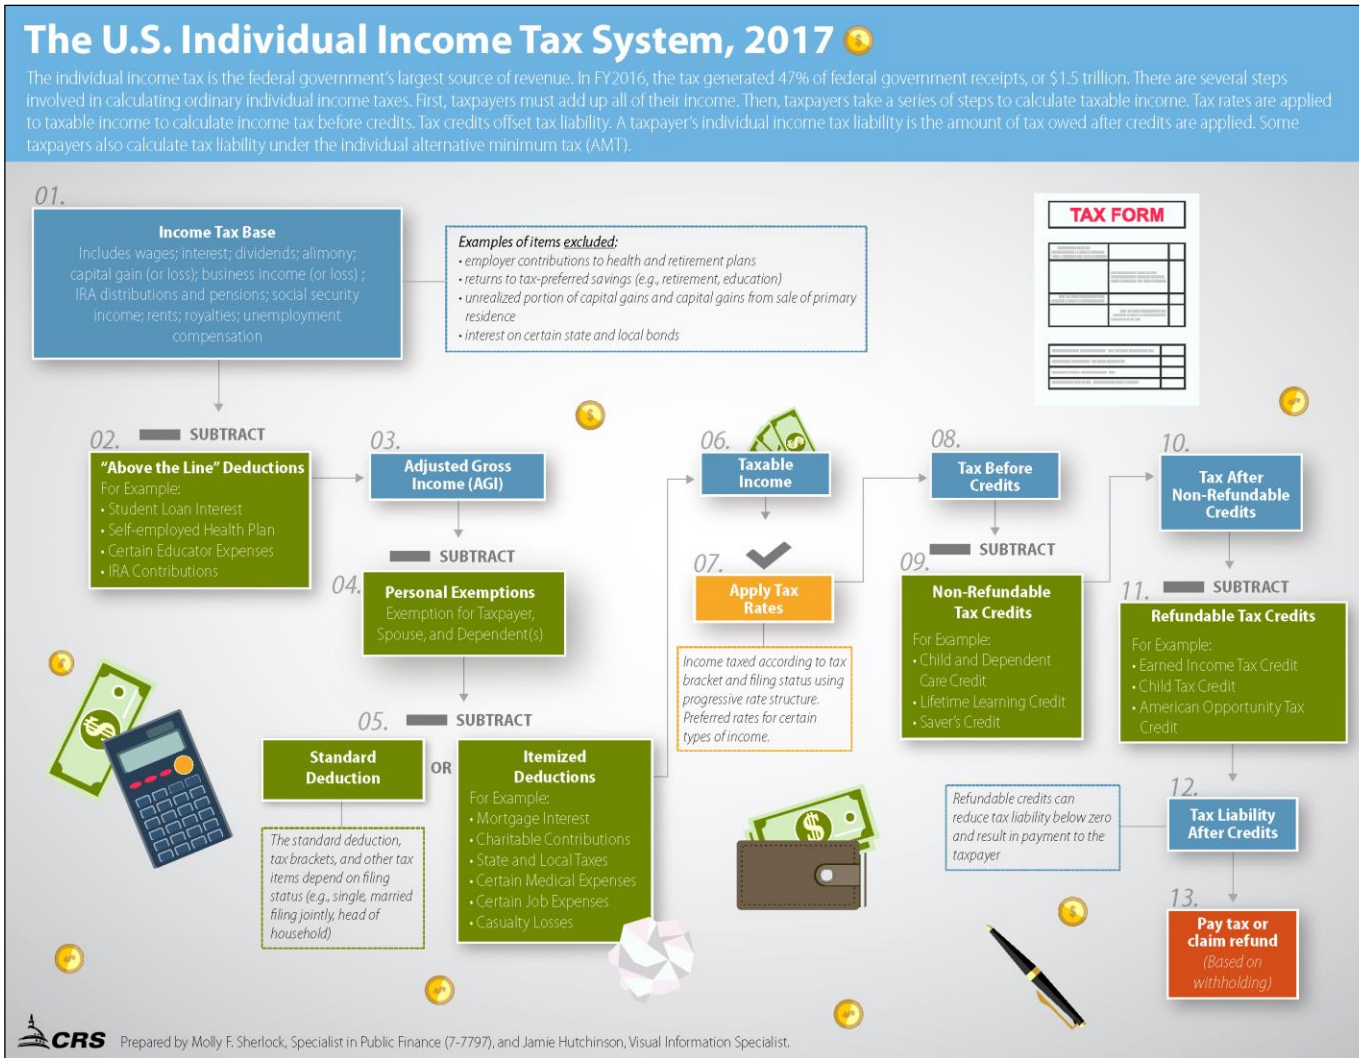 The U.S. Individual Income Tax System, 2017
The individual income tax is the federal government's largest source of revenue. In FY2016, the tax generated 47% of federal government receipts, or $1.5 trillion. There are several steps
involved in calculating ordinary individual income taxes. First, taxpayers must add up all of their income. Then, taxpayers take a series of steps to calculate taxable income. Tax rates are applied
to taxable income to calculate income tax before credits. Tax credits offset tax liability. A taxpayer's individual income tax liability is the amount of tax owed after credits are applied. Some
taxpayers also calculate tax liability under the individual alternative minimum tax (AMT).
01.
Income Tax Base
Includes wages; interest; dividends; alimony;
capital gain (or loss); business income (or loss) ;
IRA distributions and pensions; social security
income; rents; royalties; unemployment
compensation
Examples of items excluded:
• employer contributions to health and retirement plans
• returns to tax-preferred savings (e.g., retirement, education)
• unrealized portion of capital gains and capital gains from sale of primary
residence
• interest on certain state and local bonds
TAX FORM
SUBTRACT
02.
"Above the Line" Deductions
For Example:
• Student Loan Interest
• Self-employed Health Plan
• Certain Educator Expenses
• IRA Contributions
03.
Adjusted Gross
Income (AGI)
SUBTRACT
04.
Personal Exemptions
Exemption for Taxpayer,
Spouse, and Dependent(s)
05.
SUBTRACT
Standard
Deduction
OR
Itemized
Deductions
For Example:
• Mortgage Interest
• Charitable Contributions
• State and Local Taxes
• Certain Medical Expenses
• Certain Job Expenses
• Casualty Losses
The standard deduction,
tax brackets, and other tax
items depend on filing
status (e.g., single, married
filing jointly, head of
household)
06.
Taxable
Income
07.
Apply Tax
Rates
Income taxed according to tax
bracket and filing status using
progressive rate structure.
Preferred rates for certain
types of income.
08.
Tax Before
Credits
SUBTRACT
09.
Non-Refundable
Tax Credits
For Example:
• Child and Dependent
Care Credit
• Lifetime Learning Credit
• Saver's Credit
10.
Tax After
Non-Refundable
Credits
SUBTRACT
11.
Refundable Tax Credits
For Example:
• Earned Income Tax Credit
• Child Tax Credit
• American Opportunity Tax
Credit
12.
Tax Liability
After Credits
Refundable credits can
reduce tax liability below zero
and result in payment to the
taxpayer
13.
Pay tax or
claim refund
(Based on
withholding)
CRS
Prepared by Molly F. Sherlock, Specialist in Public Finance (7-7797), and Jamie Hutchinson, Visual Information Specialist.